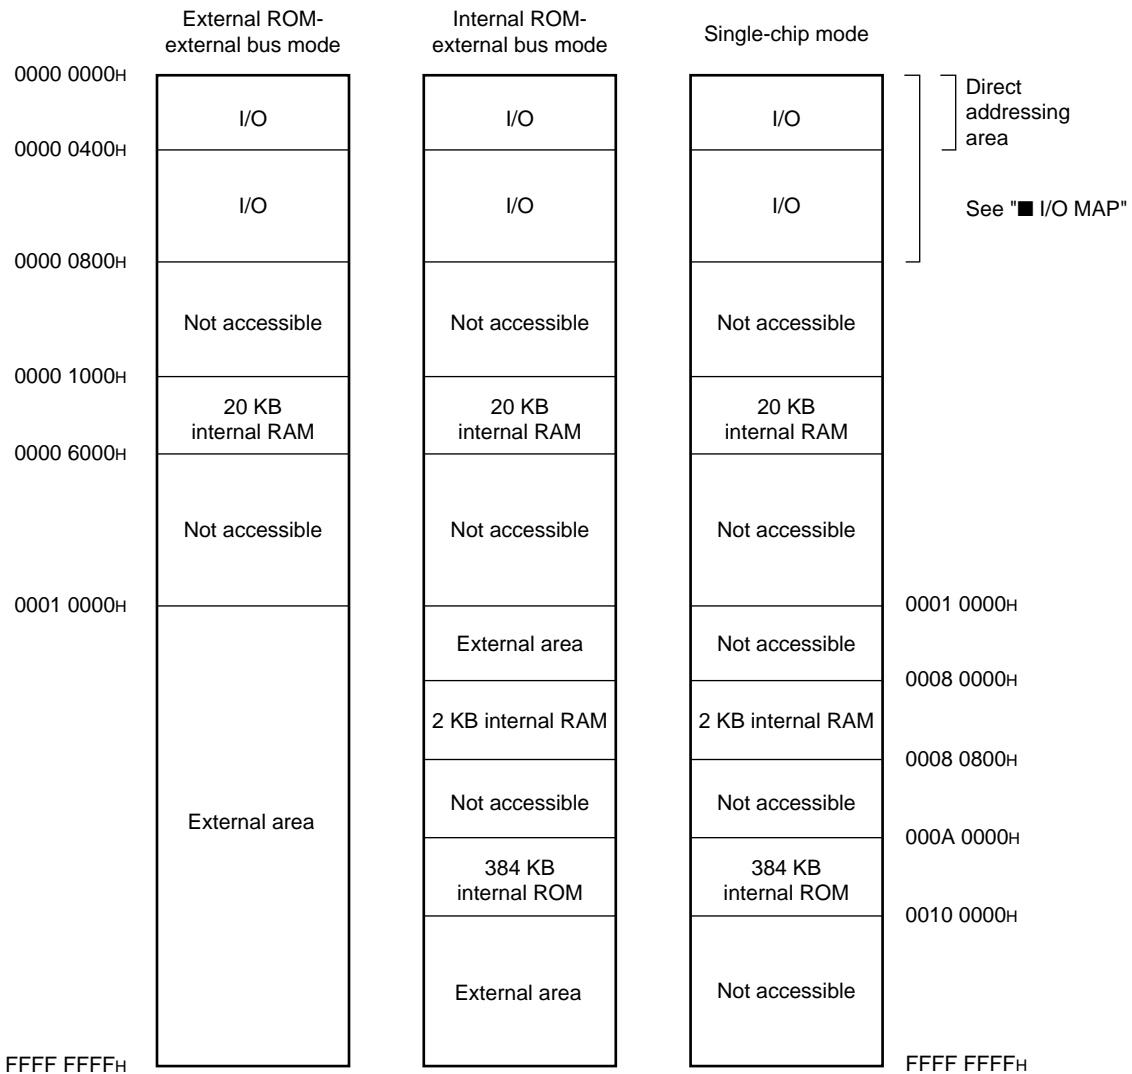 External ROM-
external bus mode
Internal ROM-
external bus mode
Single-chip mode
0000 0000H
I/O
I/O
I/O
Direct
addressing
area
0000 0400H
I/O
I/O
I/O
See "■ I/O MAP"
0000 0800H
Not accessible
Not accessible
Not accessible
0000 1000H
20 KB
internal RAM
20 KB
internal RAM
20 KB
internal RAM
0000 6000H
Not accessible
Not accessible
Not accessible
0001 0000H
0001 0000H
External area
Not accessible
0008 0000H
2 KB internal RAM
2 KB internal RAM
0008 0800H
External area
Not accessible
Not accessible
000A 0000H
384 KB
internal ROM
384 KB
internal ROM
0010 0000H
External area
Not accessible
FFFF FFFFH
FFFF FFFFH